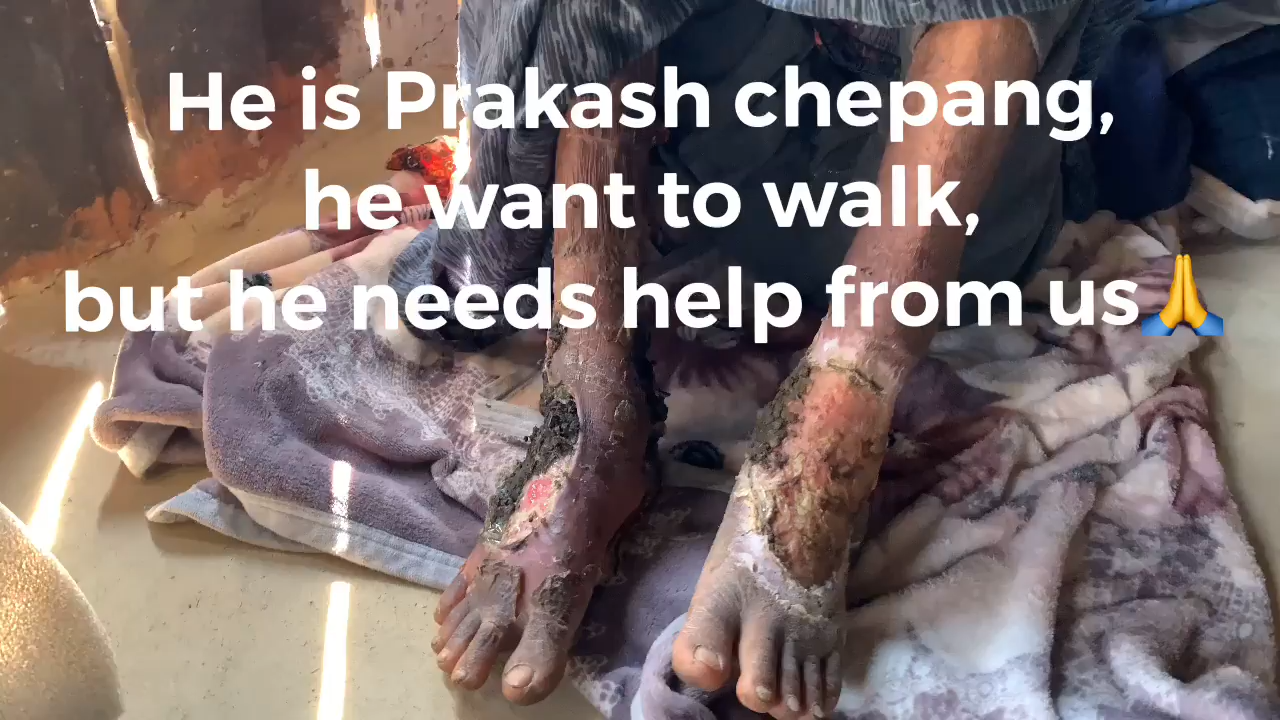 He is Prakash chepang,
he want to walk,
but he needs help from us🙏